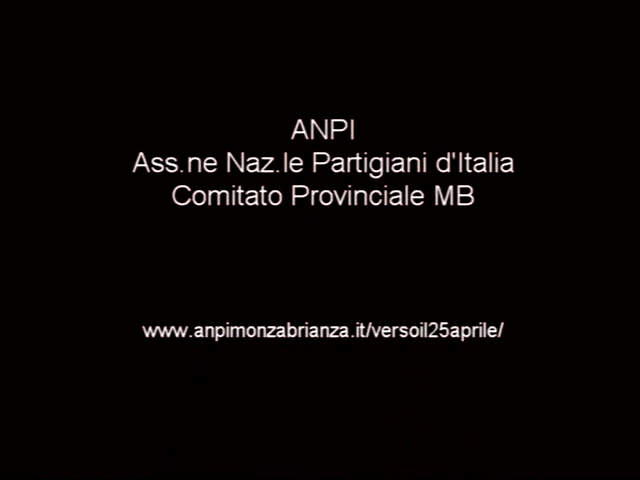 ANPI
Ass.ne Naz.le Partigiani d'Italia
Comitato Provinciale MB
www.anpimonzabrianza.it/versoil25aprile/